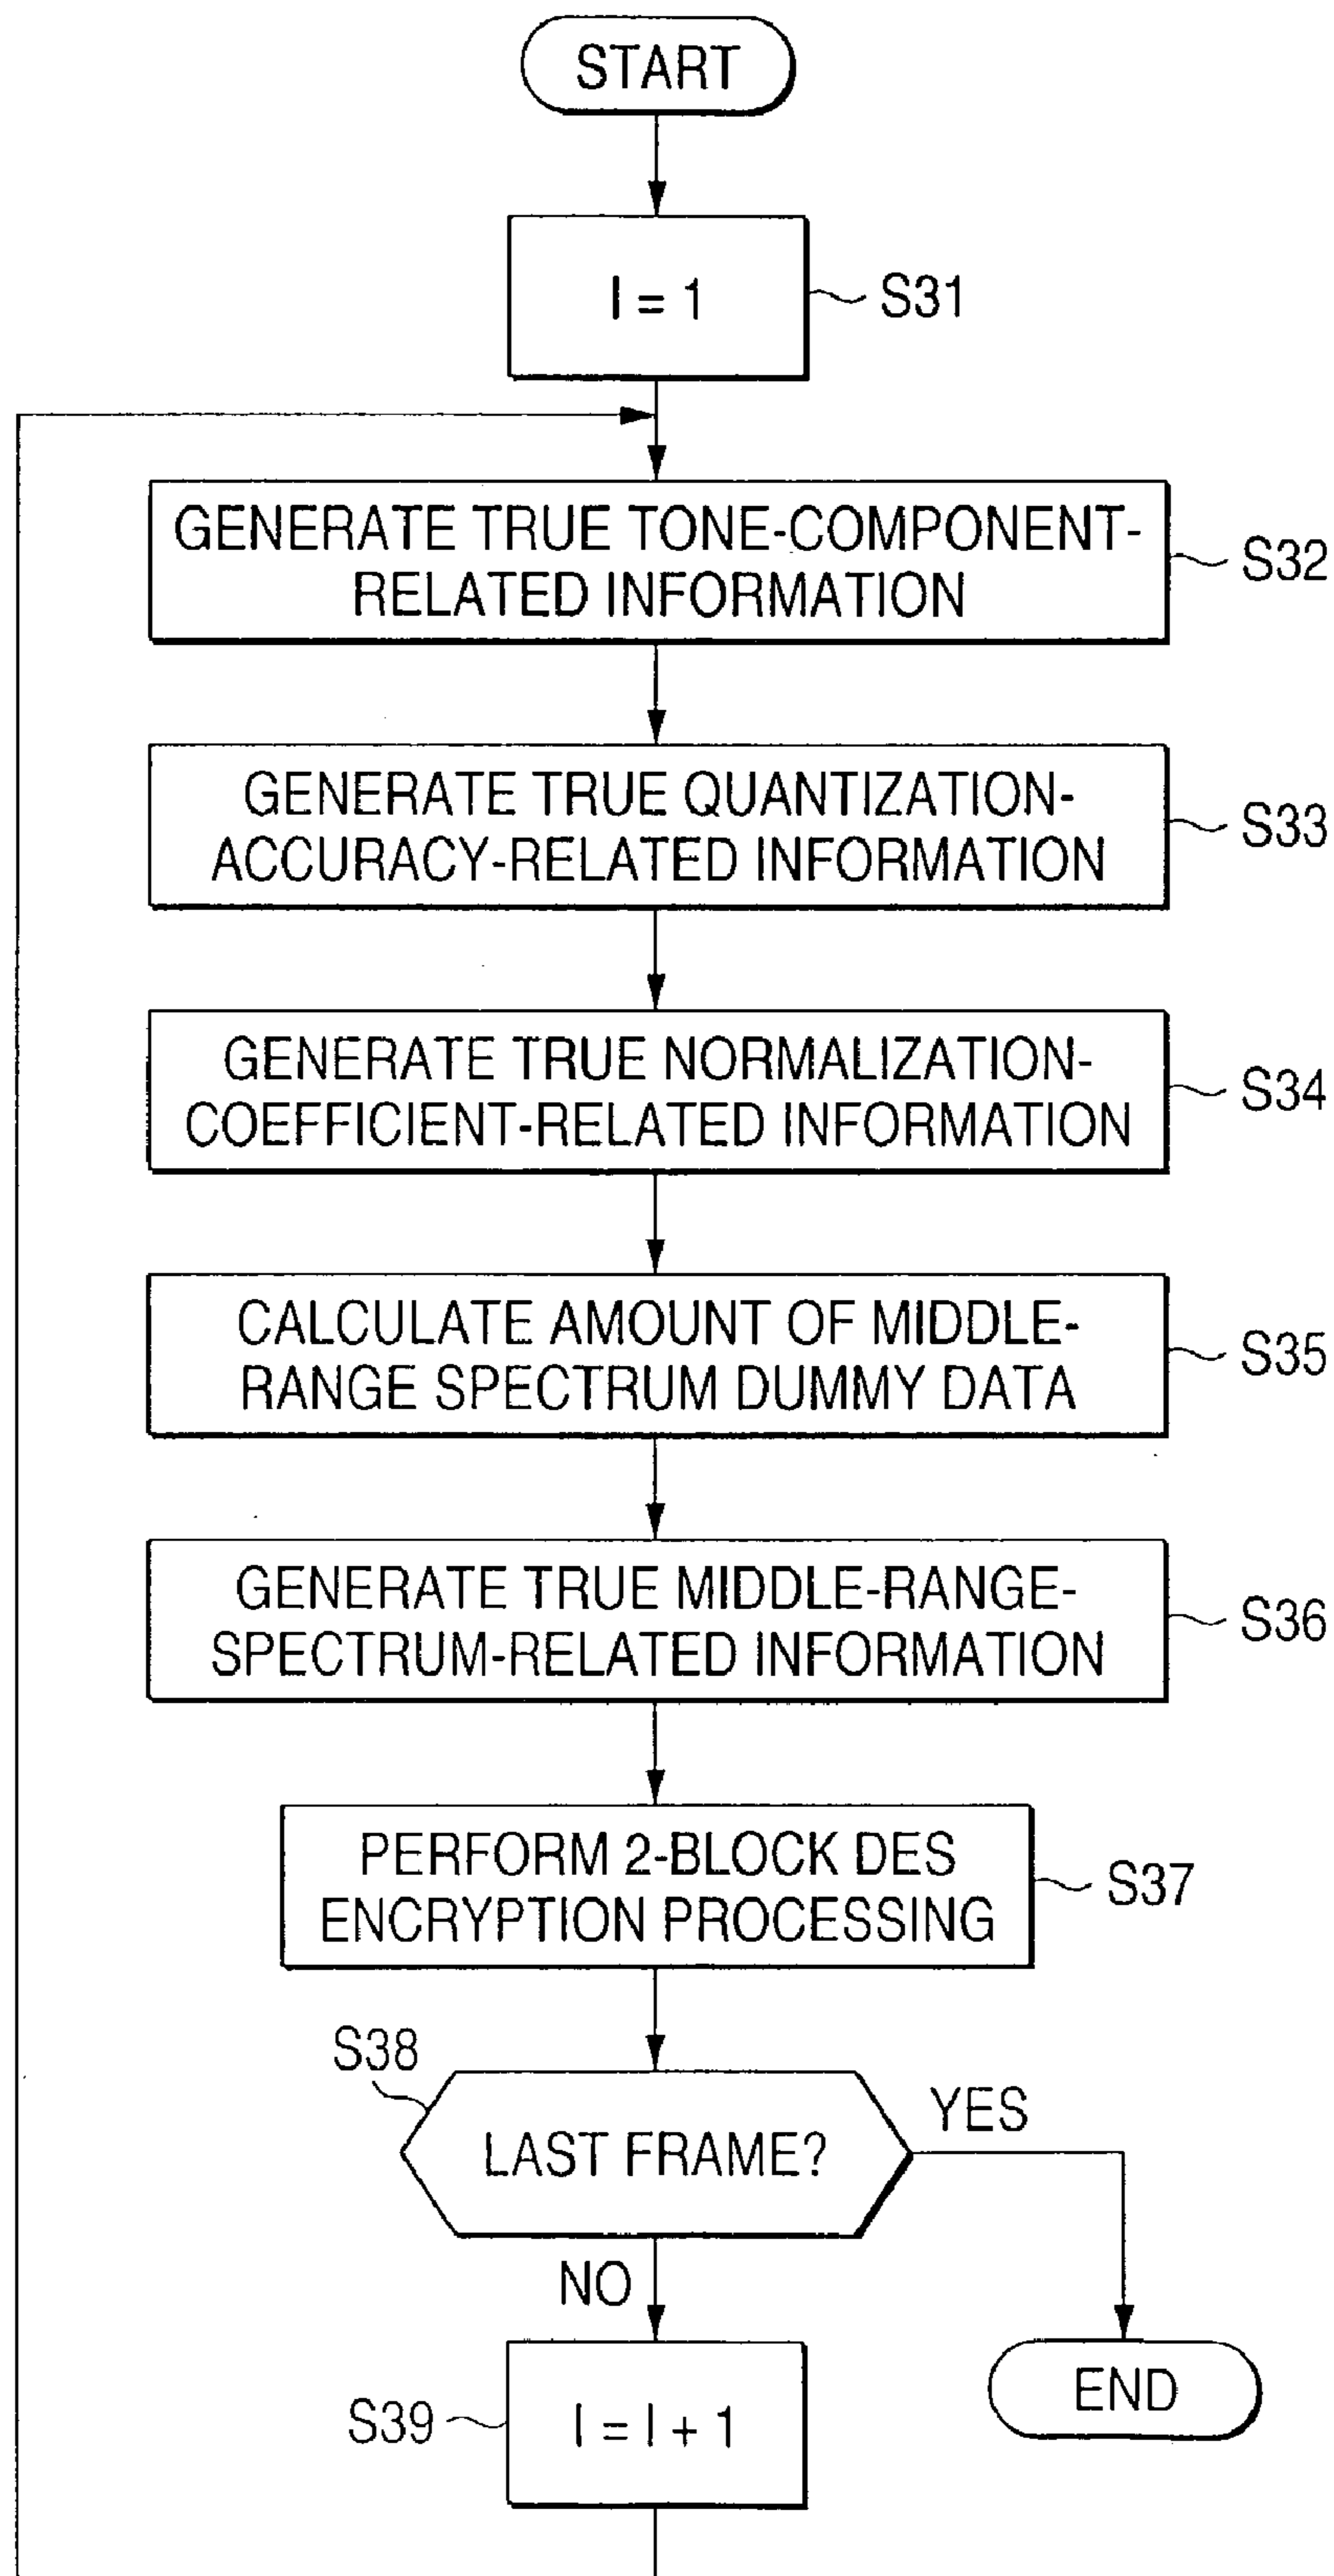 START
I = 1
S31
GENERATE TRUE TONE-COMPONENT-
RELATED INFORMATION
S32
GENERATE TRUE QUANTIZATION-
ACCURACY-RELATED INFORMATION
S33
GENERATE TRUE NORMALIZATION-
COEFFICIENT-RELATED INFORMATION
S34
CALCULATE AMOUNT OF MIDDLE-
RANGE SPECTRUM DUMMY DATA
S35
GENERATE TRUE MIDDLE-RANGE-
SPECTRUM-RELATED INFORMATION
S36
PERFORM 2-BLOCK DES
ENCRYPTION PROCESSING
S37
S38
LAST FRAME?
YES
NO
END
S39
I = I + 1